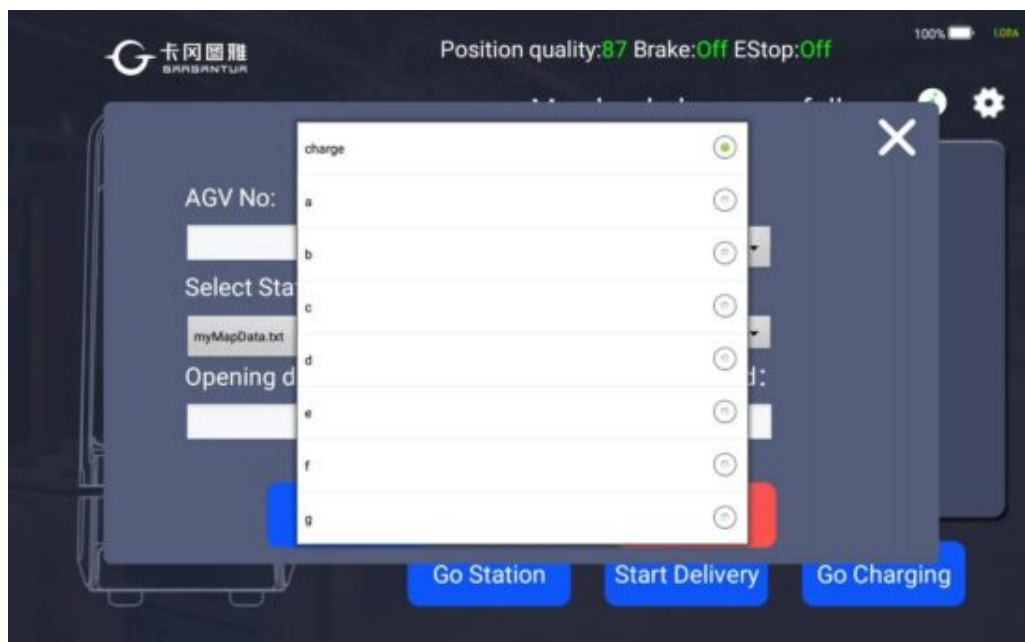 卡冈图雅
GARGANTUR
Position quality:87 Brake:Off EStop:Off
100%
LORA
charge
AGV No:
a
b
Select Sta
c
myMapData.txt
d
Opening d
d:
e
f
g
Go Station
Start Delivery
Go Charging